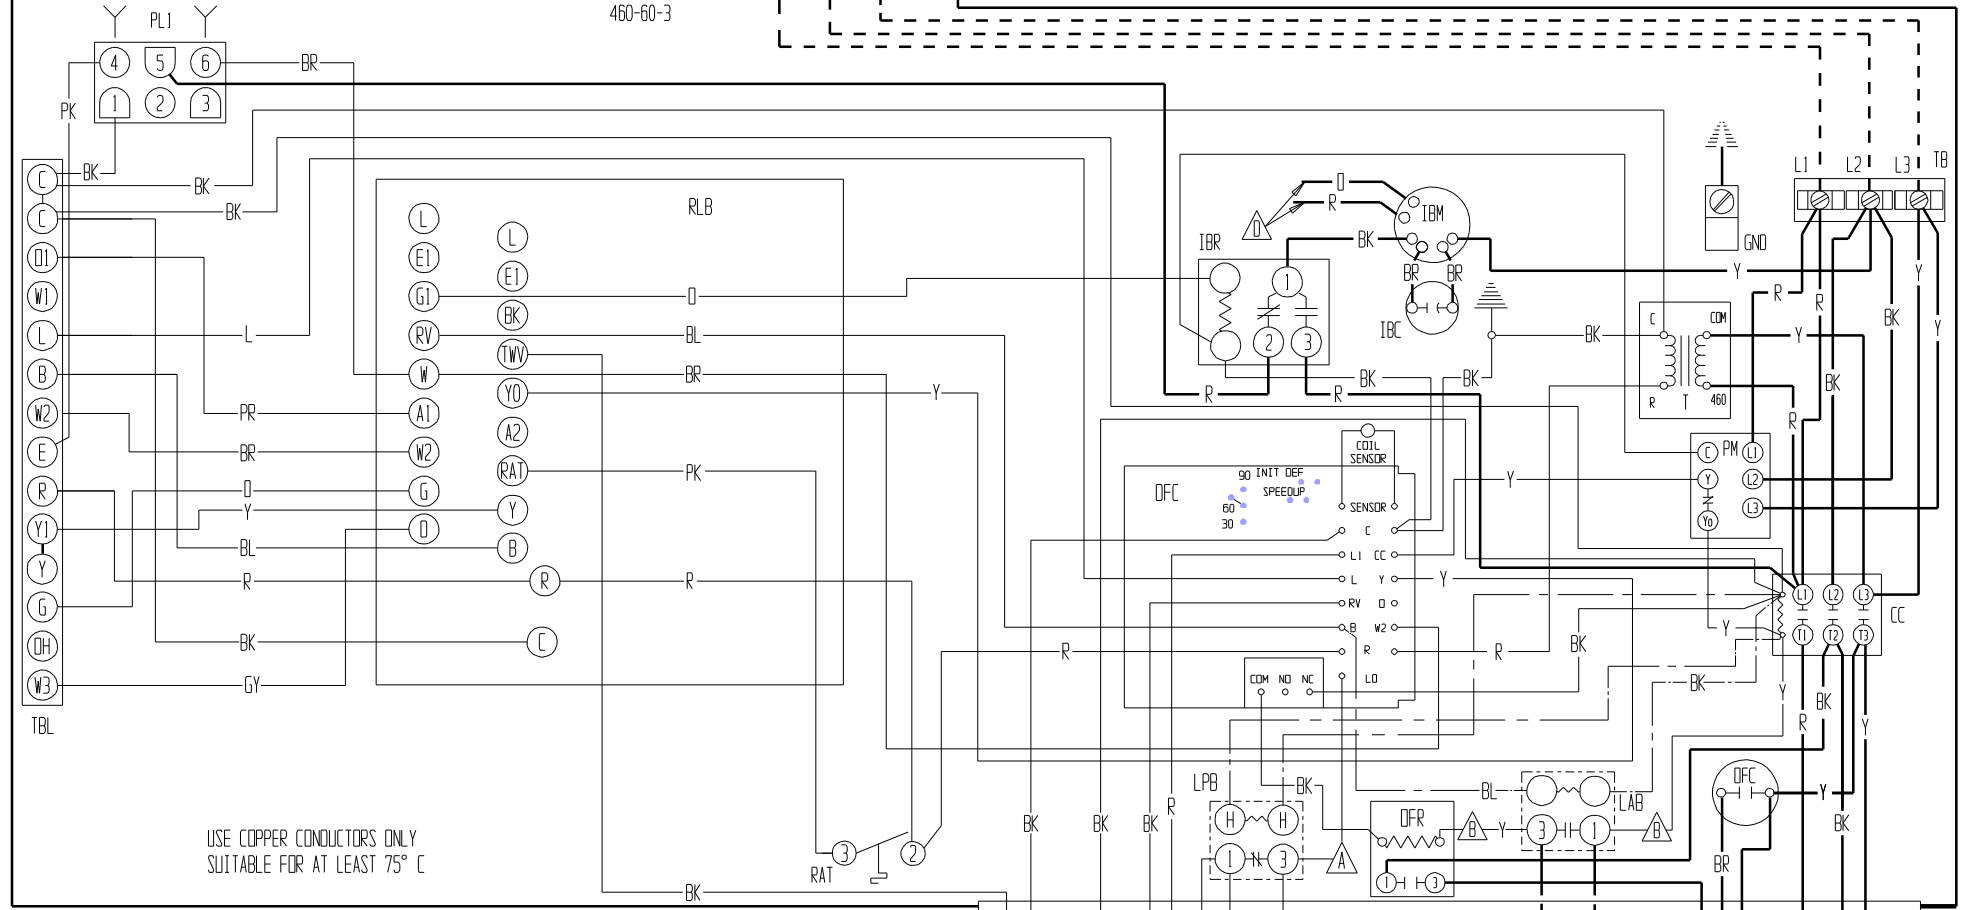 460-60-3
PL1
4 5 6
1 2 3
BR
PK
BK
BK
BK
C
C
O1
W1
L
B
W2
E
R
Y1
Y
G
OH
W3
TBL
L
PR
BR
O
Y
BL
R
BK
GY
RLB
L
E1
G1
RV
W
A1
W2
G
O
L
E1
BK
TWV
YO
A2
RAT
Y
B
R
C
O
BL
BR
Y
PK
R
R
BK
3
2
RAT
USE COPPER CONDUCTORS ONLY
SUITABLE FOR AT LEAST 75° C
D
O
R
IBM
IBR
BK
BR
BR
IBC
1
2
3
R
BK
R
BK
BK
Y
GND
L1 L2 L3 TB
R
R
BK
Y
Y
BK
R
C COM
R T 460
PM
C L1
Y L2
Yo L3
Y
DFC
COIL
SENSOR
90 INIT DEF
SPEEDUP
60
30
SENSOR
C
L1 CC
L Y
RV O
B W2
R
LO
COM NO NC
Y
R
BK
Y
BK
Y
L1 L2 L3
T1 T2 T3
CC
R
BK
Y
BK
BK
BK
R
LPB
H H
1 3
BK
A
DFR
1 3
BL
B
Y
3 1
LAB
B
OFC
Y
BR
BK